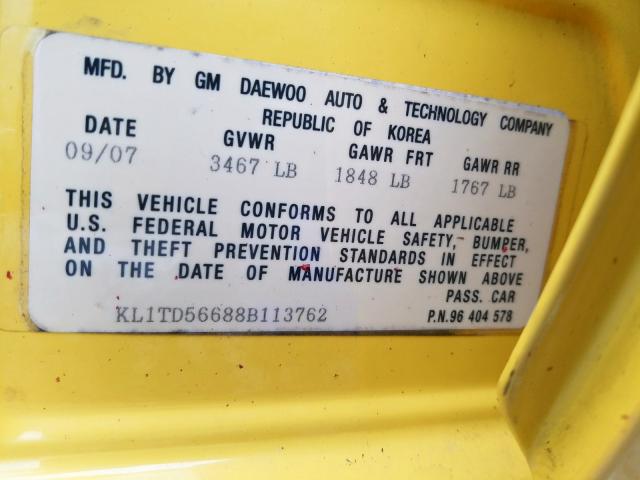 MFD. BY GM DAEWOO AUTO & TECHNOLOGY COMPANY
REPUBLIC OF KOREA
DATE GVWR GAWR FRT GAWR RR
09/07 3467 LB 1848 LB 1767 LB
THIS VEHICLE CONFORMS TO ALL APPLICABLE
U.S. FEDERAL MOTOR VEHICLE SAFETY, BUMPER,
AND THEFT PREVENTION STANDARDS IN EFFECT
ON THE DATE OF MANUFACTURE SHOWN ABOVE
PASS. CAR
KL1TD56688B113762 P.N.96 404 578